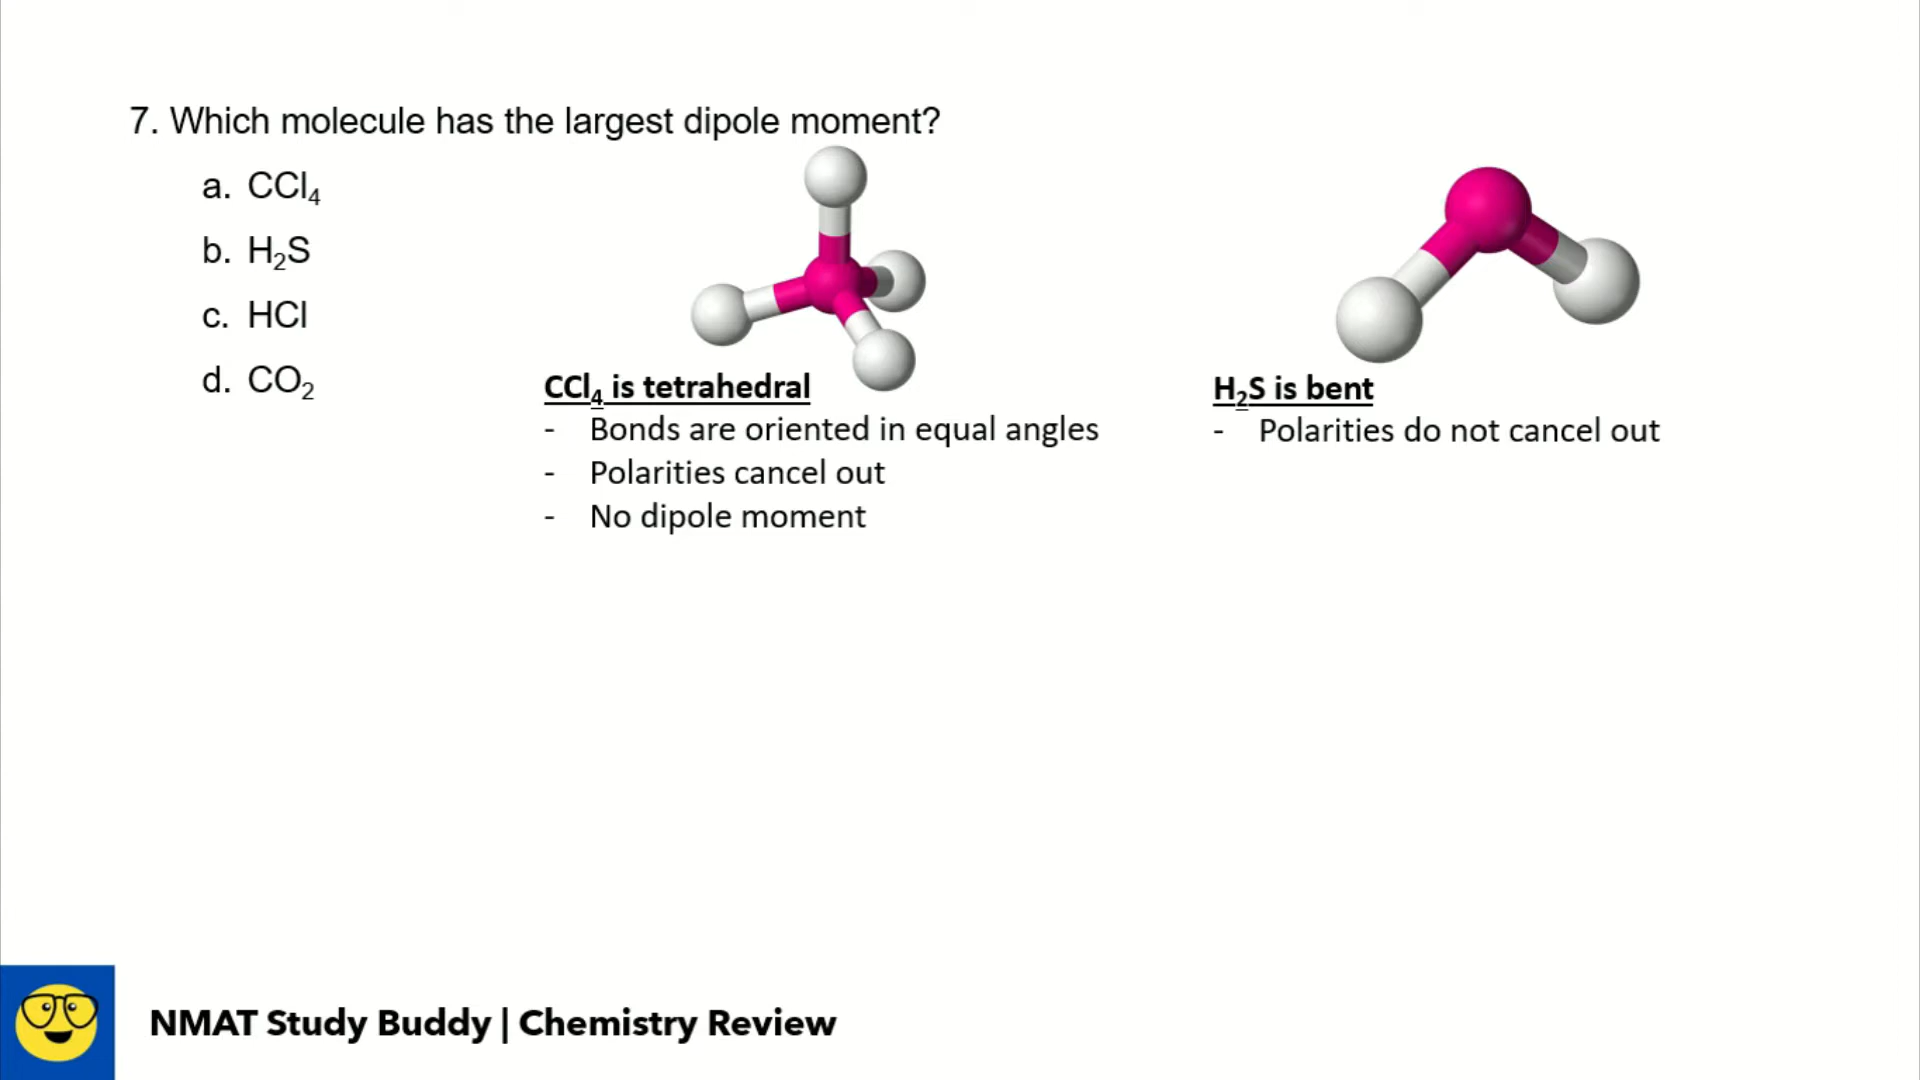 7. Which molecule has the largest dipole moment?
a. CCl₄
b. H₂S
c. HCl
d. CO₂
CCl₄ is tetrahedral
- Bonds are oriented in equal angles
- Polarities cancel out
- No dipole moment
H₂S is bent
- Polarities do not cancel out
NMAT Study Buddy | Chemistry Review